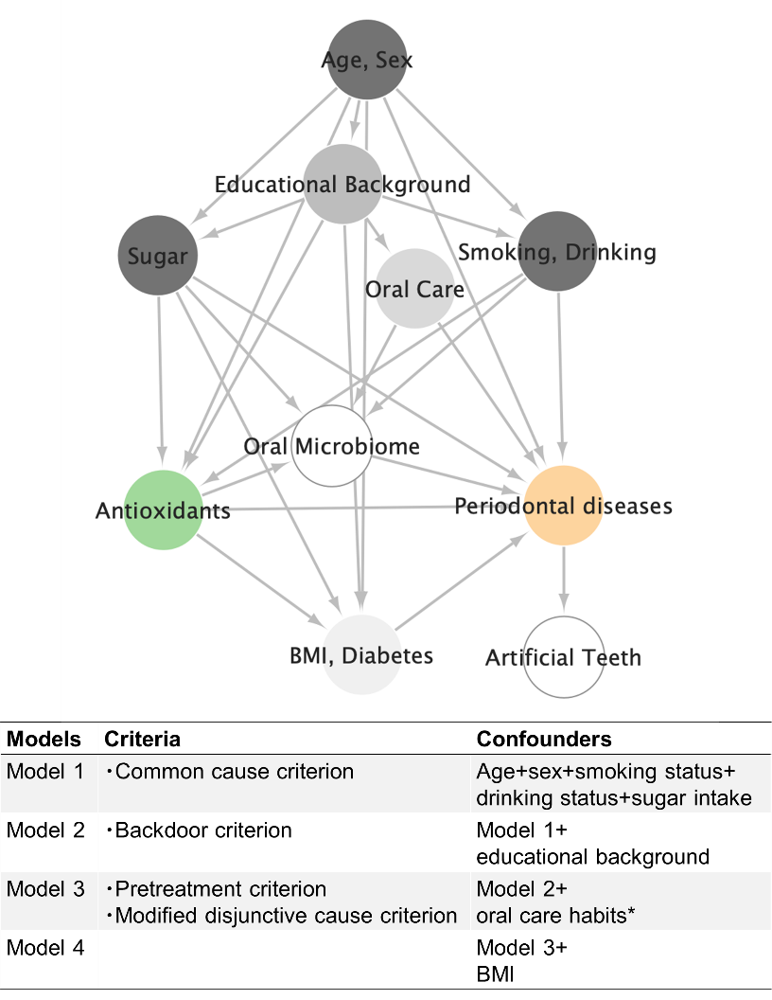 Age, Sex
Educational Background
Sugar
Smoking, Drinking
Oral Care
Oral Microbiome
Antioxidants
Periodontal diseases
BMI, Diabetes
Artificial Teeth
Models Criteria Confounders
Model 1 ・Common cause criterion Age+sex+smoking status+
drinking status+sugar intake
Model 2 ・Backdoor criterion Model 1+
educational background
Model 3 ・Pretreatment criterion Model 2+
・Modified disjunctive cause criterion oral care habits*
Model 4 Model 3+
BMI